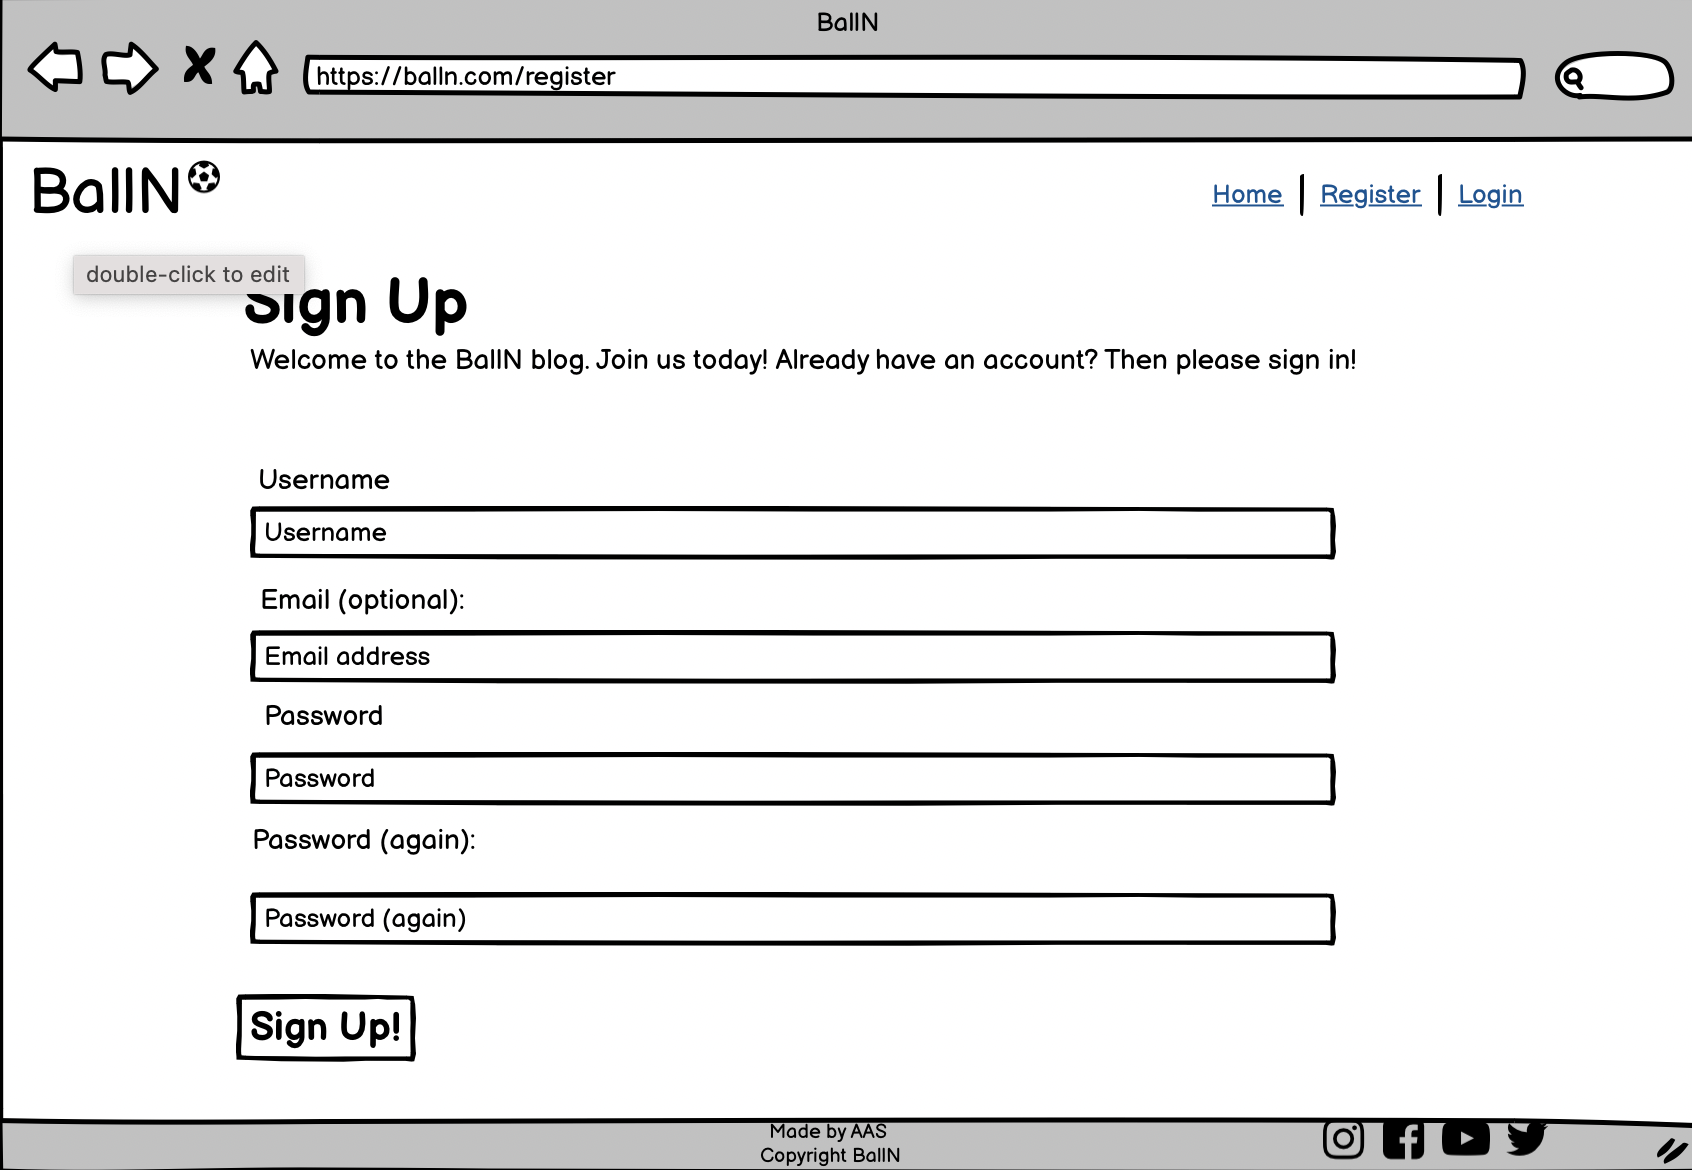 BallN
https://balln.com/register
BallN
Home
Register
Login
double-click to edit
Sign Up
Welcome to the BallN blog. Join us today! Already have an account? Then please sign in!
Username
Username
Email (optional):
Email address
Password
Password
Password (again):
Password (again)
Sign Up!
Made by AAS
Copyright BallN